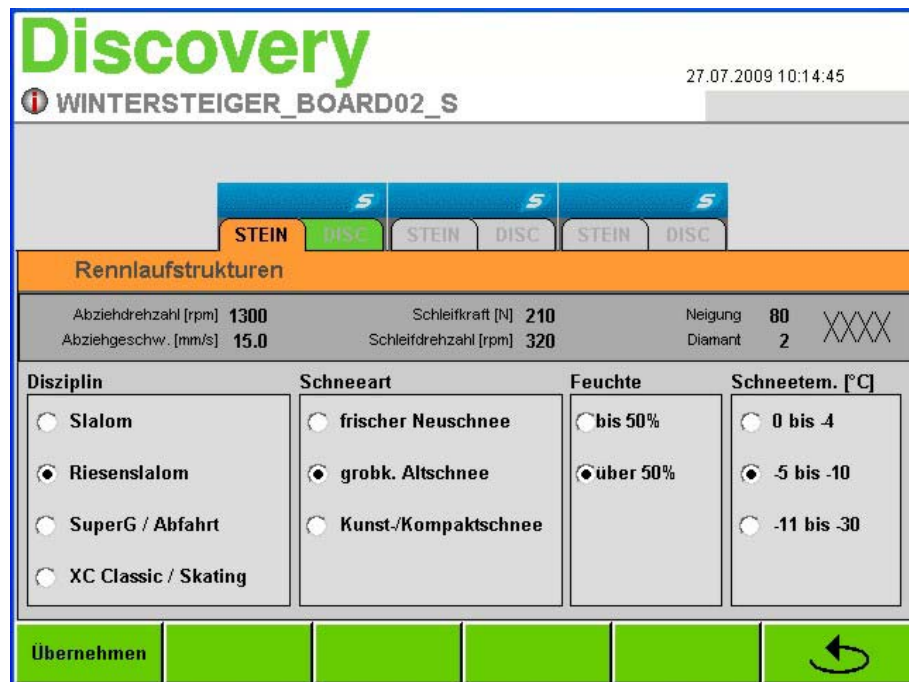 Discovery
27.07.2009 10:14:45
WINTERSTEIGER_BOARD02_S
S S S
STEIN DISC STEIN DISC STEIN DISC
Rennlaufstrukturen
Abziehdrehzahl [rpm] 1300 Schleifkraft [N] 210 Neigung 80
Abziehgeschw. [mm/s] 15.0 Schleifdrehzahl [rpm] 320 Diamant 2
Disziplin Schneeart Feuchte Schneetem. [°C]
Slalom frischer Neuschnee bis 50% 0 bis -4
Riesenslalom grobk. Altschnee über 50% -5 bis -10
SuperG / Abfahrt Kunst-/Kompaktschnee -11 bis -30
XC Classic / Skating
Übernehmen